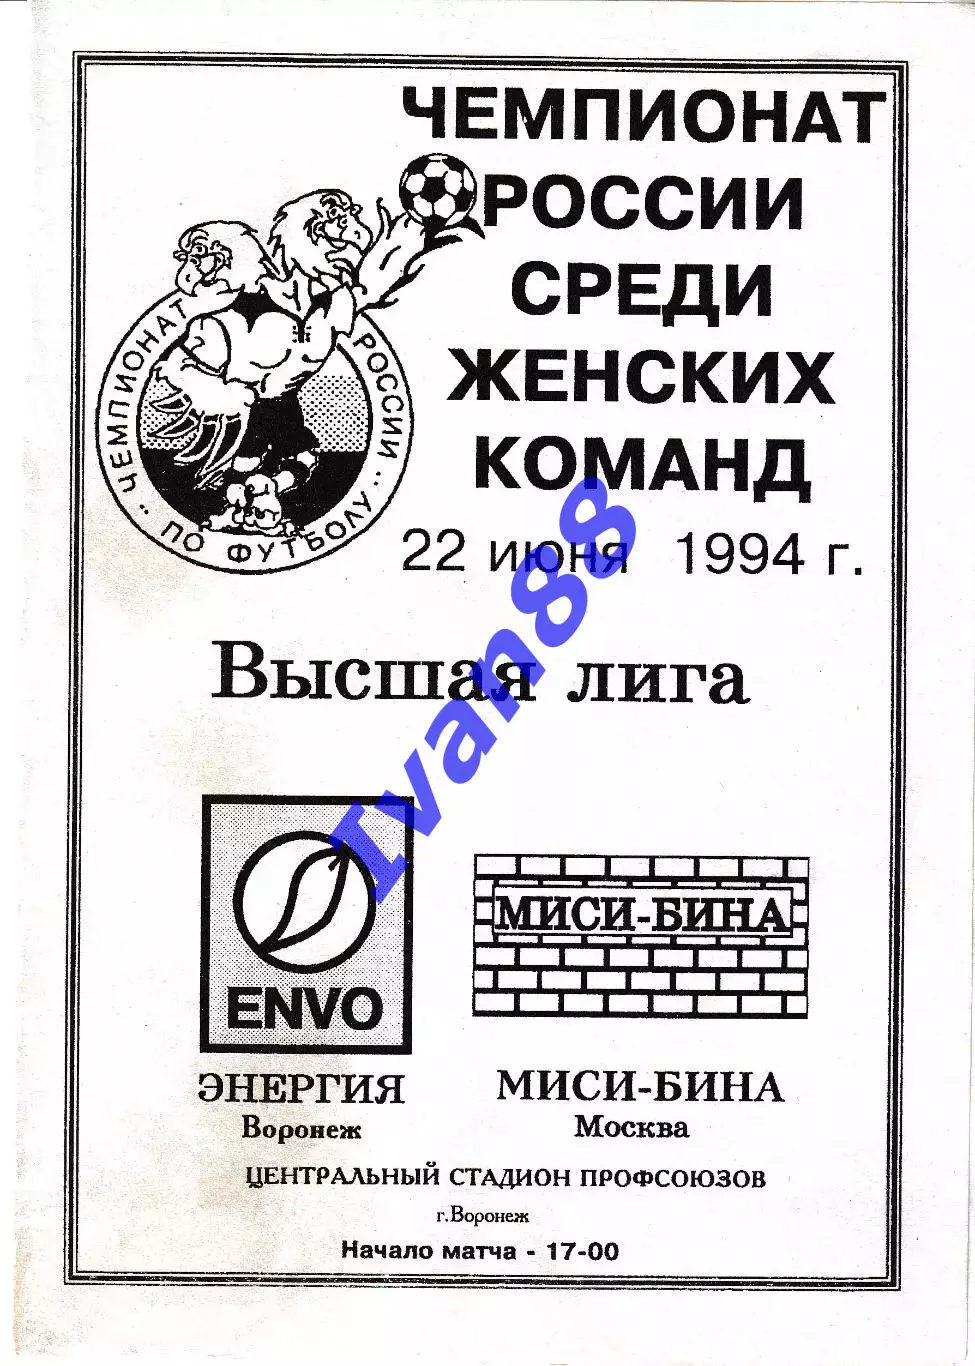 ЧЕМПИОНАТ
РОССИИ
СРЕДИ
ЖЕНСКИХ
КОМАНД
22 июня 1994 г.
·· ЧЕМПИОНАТ РОССИИ ··
ПО ФУТБОЛУ
Высшая лига
Ivan88
ENVO
МИСИ-БИНА
ЭНЕРГИЯ
Воронеж
МИСИ-БИНА
Москва
ЦЕНТРАЛЬНЫЙ СТАДИОН ПРОФСОЮЗОВ
г.Воронеж
Начало матча - 17-00